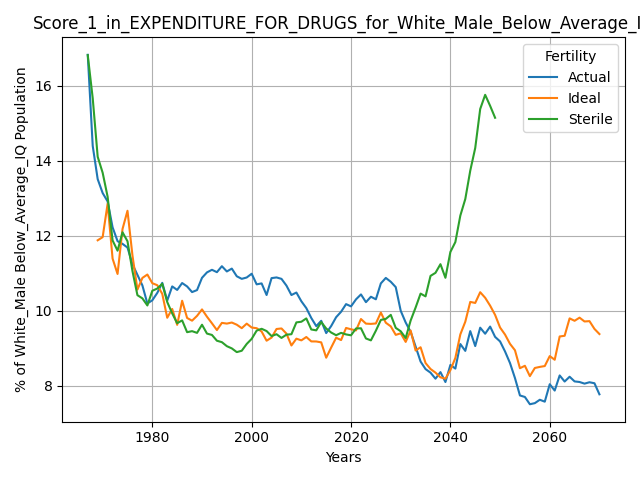 Score_1_in_EXPENDITURE_FOR_DRUGS_for_White_Male_Below_Average_I
% of White_Male Below_Average_IQ Population
16
14
12
10
8
Fertility
Actual
Ideal
Sterile
1980
2000
2020
2040
2060
Years